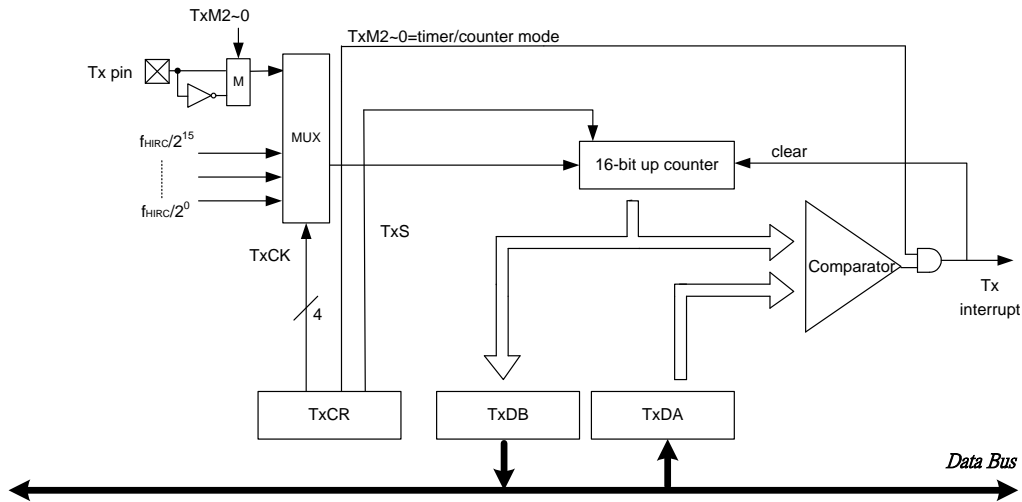 TxM2~0
TxM2~0=timer/counter mode
Tx pin
M
MUX
fHIRC/2^15
fHIRC/2^0
16-bit up counter
clear
TxCK
TxS
Comparator
Tx
interrupt
4
TxCR
TxDB
TxDA
Data Bus